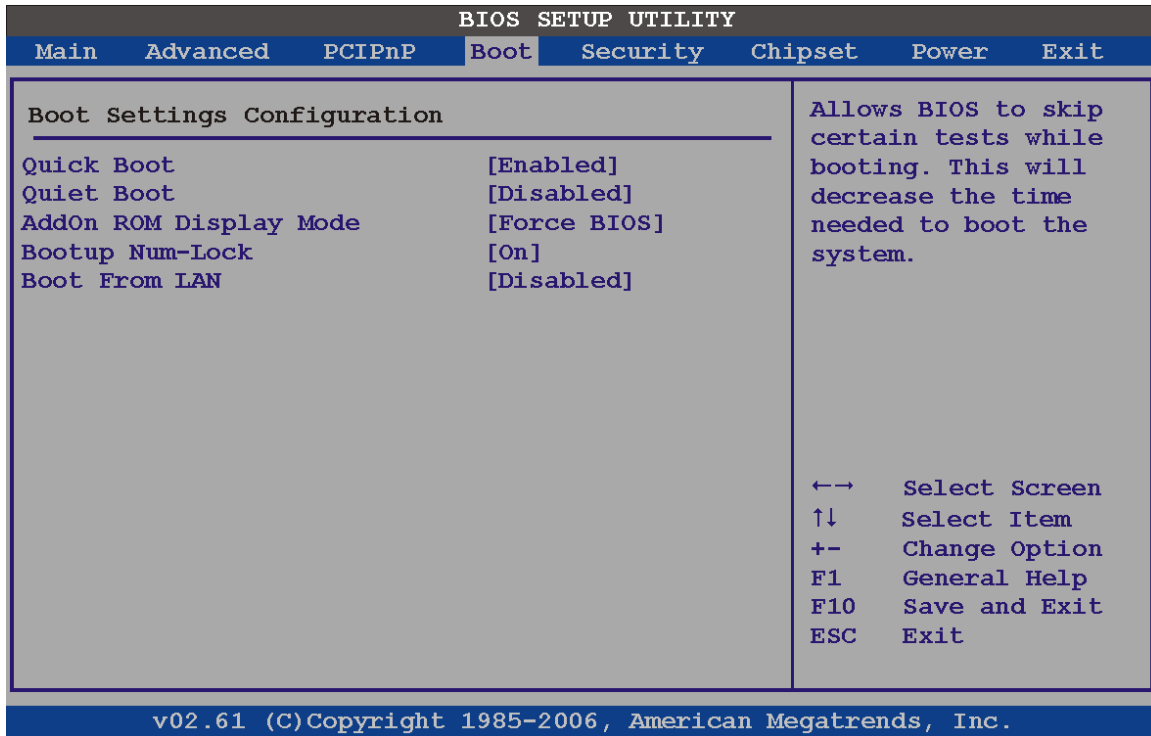 BIOS SETUP UTILITY
Main Advanced PCIPnP Boot Security Chipset Power Exit
Boot Settings Configuration
Quick Boot [Enabled]
Quiet Boot [Disabled]
AddOn ROM Display Mode [Force BIOS]
Bootup Num-Lock [On]
Boot From LAN [Disabled]
Allows BIOS to skip
certain tests while
booting. This will
decrease the time
needed to boot the
system.
←→ Select Screen
↑↓ Select Item
+- Change Option
F1 General Help
F10 Save and Exit
ESC Exit
v02.61 (C)Copyright 1985-2006, American Megatrends, Inc.